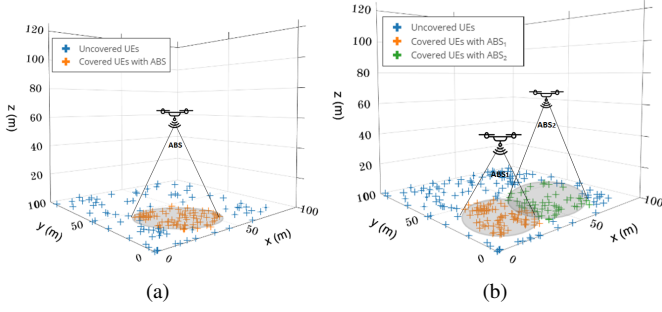 120
100
80
60
40
20
100
z (m)
Uncovered UEs
Covered UEs with ABS
ABS
50
y (m)
0
0
50
100
x (m)
(a)
120
100
80
60
40
20
100
z (m)
Uncovered UEs
Covered UEs with ABS₁
Covered UEs with ABS₂
ABS₂
ABS₁
50
y (m)
0
0
50
100
x (m)
(b)